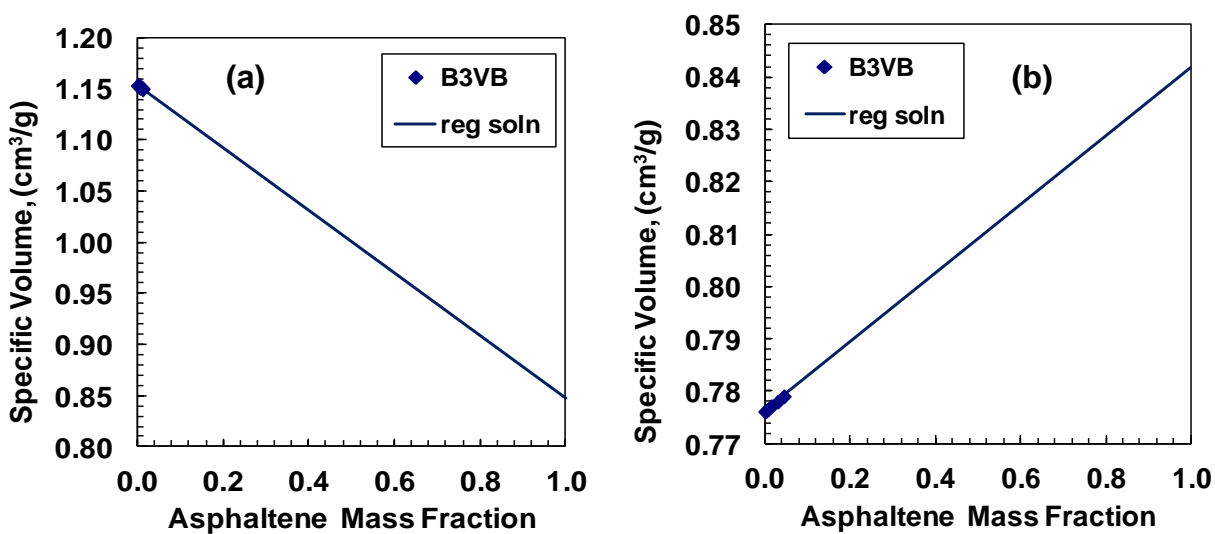 Specific Volume, (cm³/g)
1.20
1.15
1.10
1.05
1.00
0.95
0.90
0.85
0.80
(a)
B3VB
reg soln
0.0 0.2 0.4 0.6 0.8 1.0
Asphaltene Mass Fraction
Specific Volume, (cm³/g)
0.85
0.84
0.83
0.82
0.81
0.80
0.79
0.78
0.77
B3VB
reg soln
(b)
0.0 0.2 0.4 0.6 0.8 1.0
Asphaltene Mass Fraction